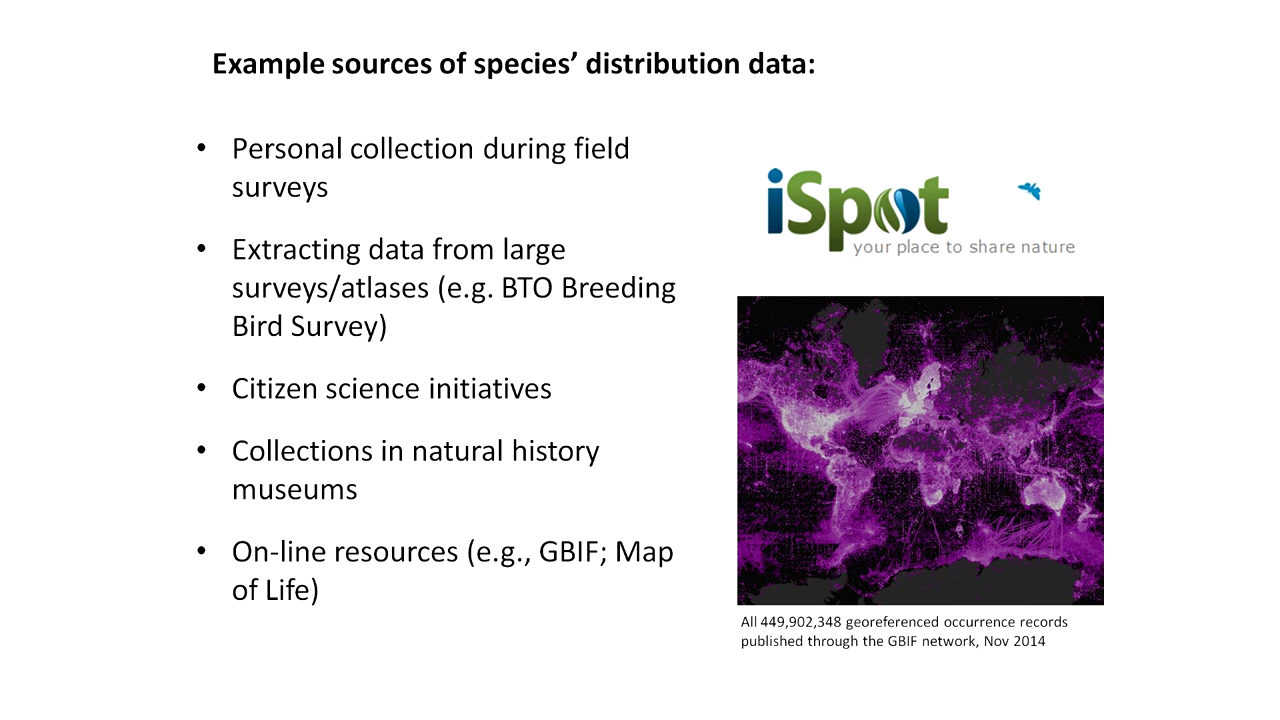 Example sources of species’ distribution data:
• Personal collection during field
surveys
• Extracting data from large
surveys/atlases (e.g. BTO Breeding
Bird Survey)
• Citizen science initiatives
• Collections in natural history
museums
• On-line resources (e.g., GBIF; Map
of Life)
iSpot
your place to share nature
All 449,902,348 georeferenced occurrence records
published through the GBIF network, Nov 2014